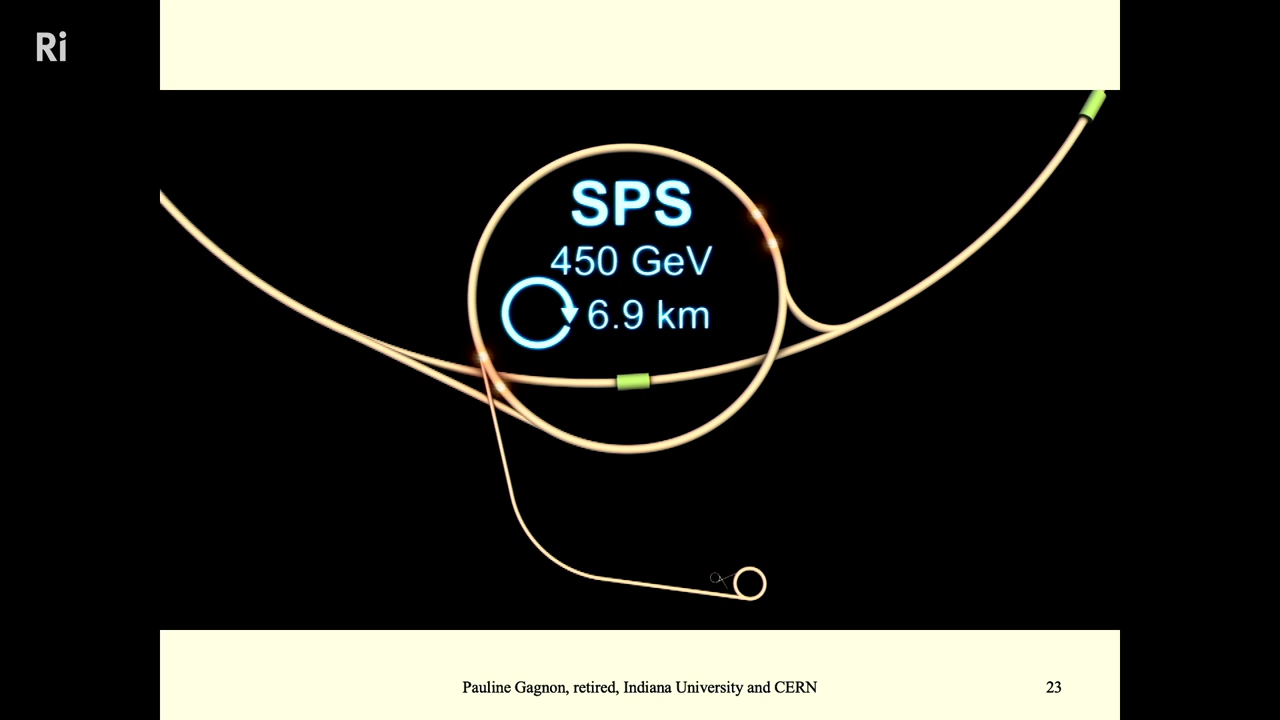 Ri
SPS
450 GeV
6.9 km
Pauline Gagnon, retired, Indiana University and CERN
23